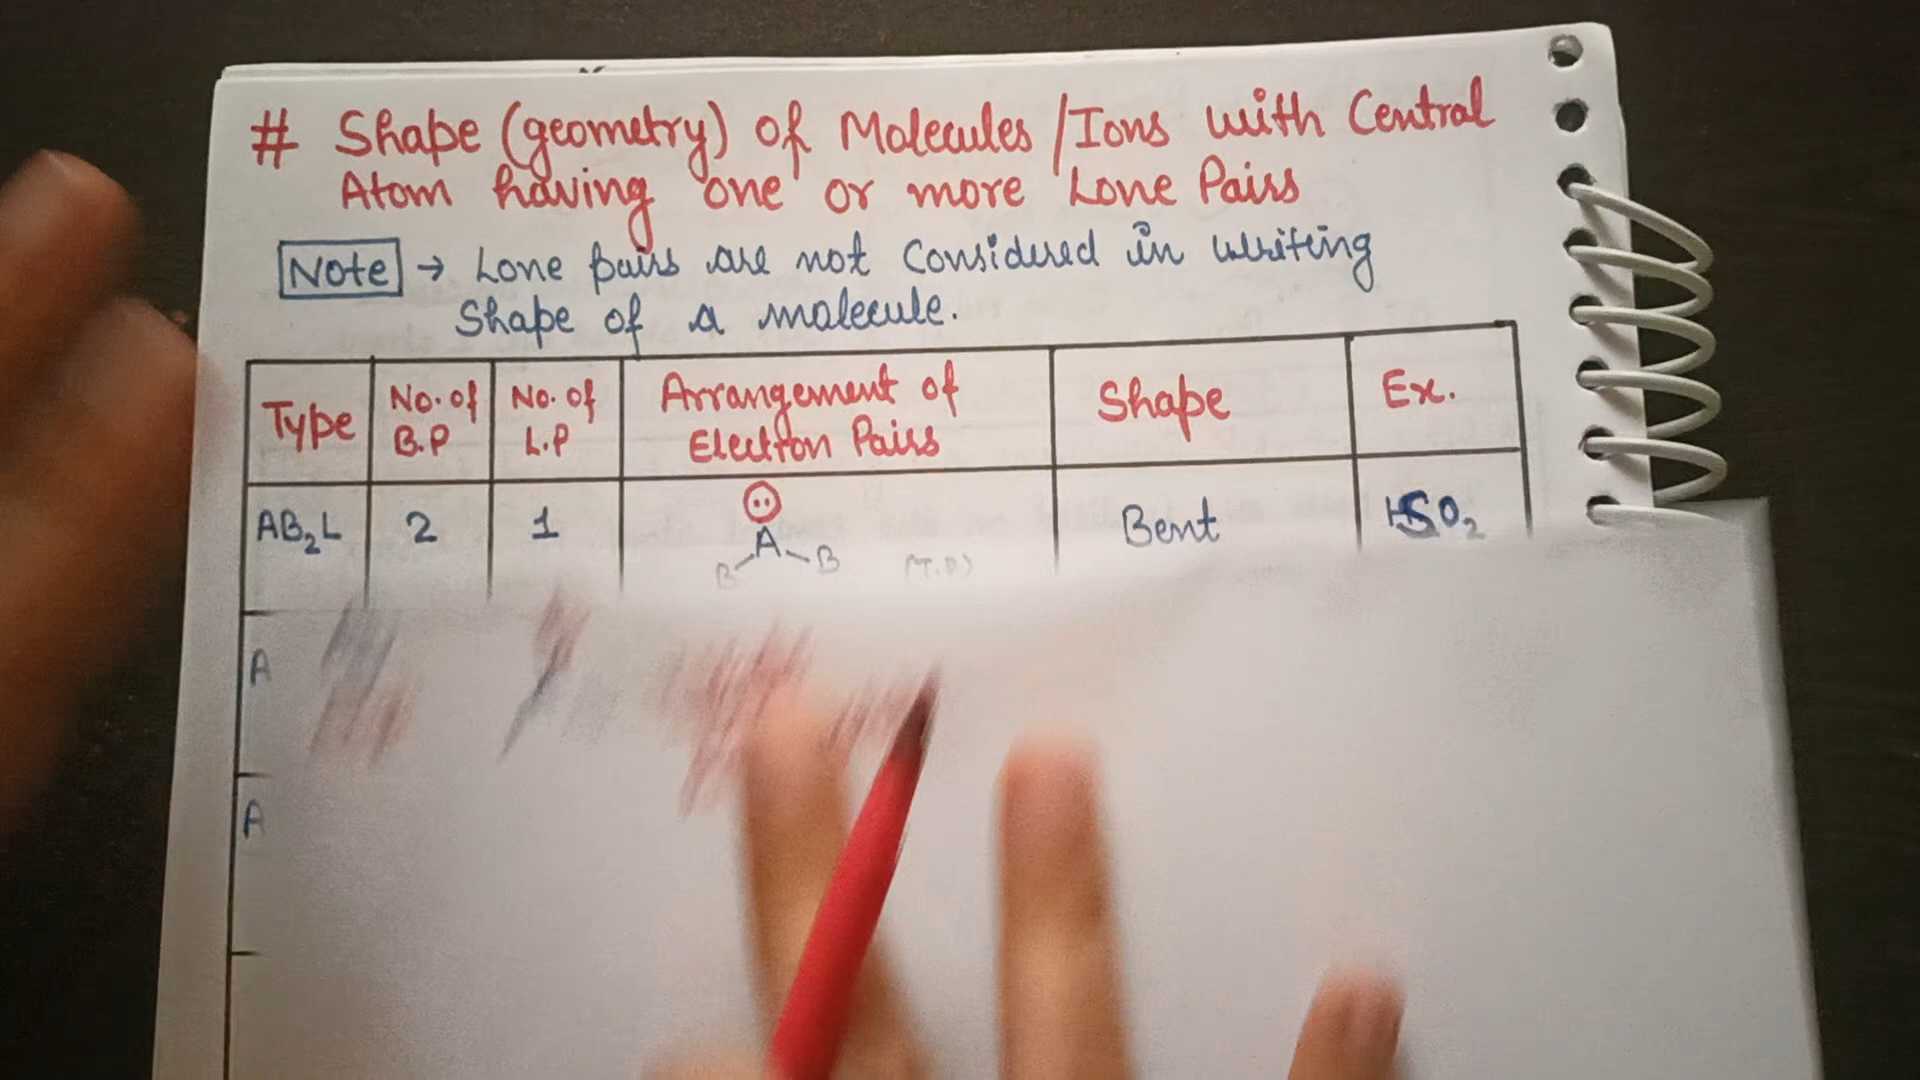 # Shape (geometry) of Molecules/Ions with Central
Atom having one or more Lone Pairs
Note → Lone pairs are not Considered in writing
Shape of a molecule.
Type No. of B.P No. of L.P Arrangement of Electron Pairs Shape Ex.
AB₂L 2 1 A B B Bent SO₂
A
A